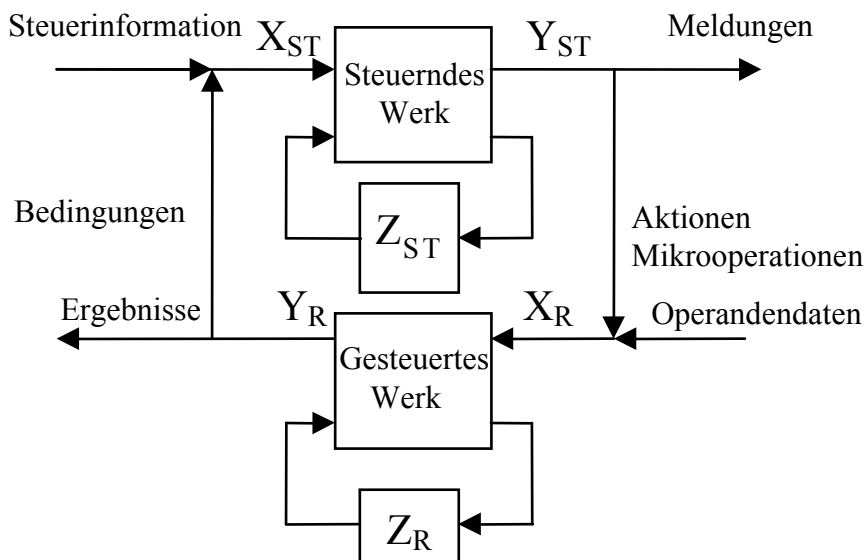 Steuerinformation
X_ST
Y_ST
Meldungen
Steuerndes
Werk
Bedingungen
Z_ST
Aktionen
Mikrooperationen
Ergebnisse
Y_R
X_R
Operandendaten
Gesteuertes
Werk
Z_R